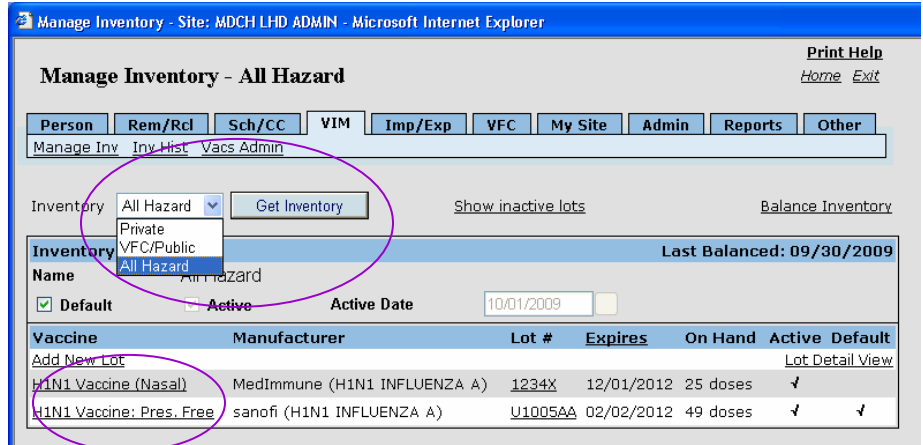 Manage Inventory - Site: MDCH LHD ADMIN - Microsoft Internet Explorer
Print Help
Manage Inventory - All Hazard Home Exit
Person Rem/Rcl Sch/CC VIM Imp/Exp VFC My Site Admin Reports Other
Manage Inv Inv Hist Vacs Admin
Inventory All Hazard Get Inventory Show inactive lots Balance Inventory
Private
VFC/Public
All Hazard
Inventory Last Balanced: 09/30/2009
Name All Hazard
Default Active Active Date 10/01/2009
Vaccine Manufacturer Lot # Expires On Hand Active Default
Add New Lot Lot Detail View
H1N1 Vaccine (Nasal) MedImmune (H1N1 INFLUENZA A) 1234X 12/01/2012 25 doses √
H1N1 Vaccine: Pres. Free sanofi (H1N1 INFLUENZA A) U1005AA 02/02/2012 49 doses √ √